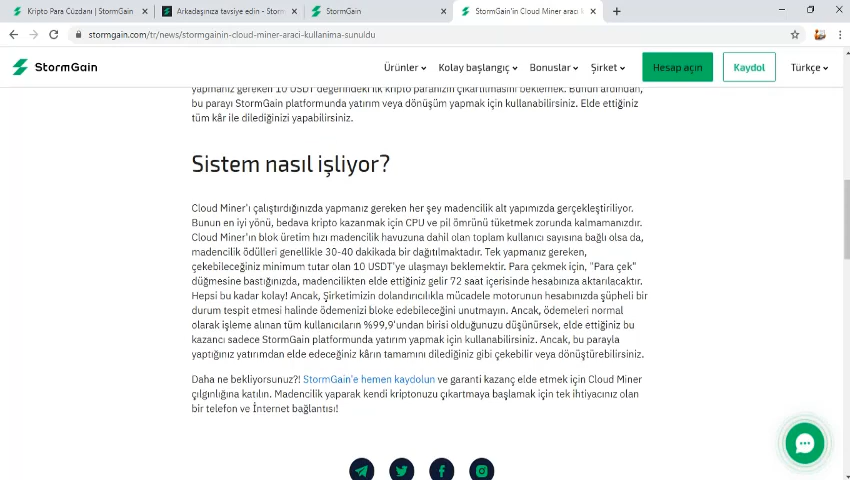 Kripto Para Cüzdanı | StormGain
Arkadaşınıza tavsiye edin - Storm
StormGain
StormGain'in Cloud Miner aracı k
stormgain.com/tr/news/stormgainin-cloud-miner-araci-kullanima-sunuldu
StormGain
Ürünler
Kolay başlangıç
Bonuslar
Şirket
Hesap açın
Kaydol
Türkçe
yapmanız gereken 10 USDT değerindeki ilk kripto paranızın çıkartılmasını beklemek. Bunun ardından,
bu parayı StormGain platformunda yatırım veya dönüşüm yapmak için kullanabilirsiniz. Elde ettiğiniz
tüm kâr ile dilediğinizi yapabilirsiniz.
Sistem nasıl işliyor?
Cloud Miner'ı çalıştırdığınızda yapmanız gereken her şey madencilik alt yapımızda gerçekleştiriliyor.
Bunun en iyi yönü, bedava kripto kazanmak için CPU ve pil ömrünü tüketmek zorunda kalmamanızdır.
Cloud Miner'ın blok üretim hızı madencilik havuzuna dahil olan toplam kullanıcı sayısına bağlı olsa da,
madencilik ödülleri genellikle 30-40 dakikada bir dağıtılmaktadır. Tek yapmanız gereken,
çekebileceğiniz minimum tutar olan 10 USDT'ye ulaşmayı beklemektir. Para çekmek için, "Para çek"
düğmesine bastığınızda, madencilikten elde ettiğiniz gelir 72 saat içerisinde hesabınıza aktarılacaktır.
Hepsi bu kadar kolay! Ancak, Şirketimizin dolandırıcılıkla mücadele motorunun hesabınızda şüpheli bir
durum tespit etmesi halinde ödemenizi bloke edebileceğini unutmayın. Ancak, ödemeleri normal
olarak işleme alınan tüm kullanıcıların %99,9'undan birisi olduğunuzu düşünürsek, elde ettiğiniz bu
kazancı sadece StormGain platformunda yatırım yapmak için kullanabilirsiniz. Ancak, bu parayla
yaptığınız yatırımdan elde edeceğiniz kârın tamamını dilediğiniz gibi çekebilir veya dönüştürebilirsiniz.
Daha ne bekliyorsunuz?! StormGain'e hemen kaydolun ve garanti kazanç elde etmek için Cloud Miner
çılgınlığına katılın. Madencilik yaparak kendi kriptonuzu çıkartmaya başlamak için tek ihtiyacınız olan
bir telefon ve İnternet bağlantısı!